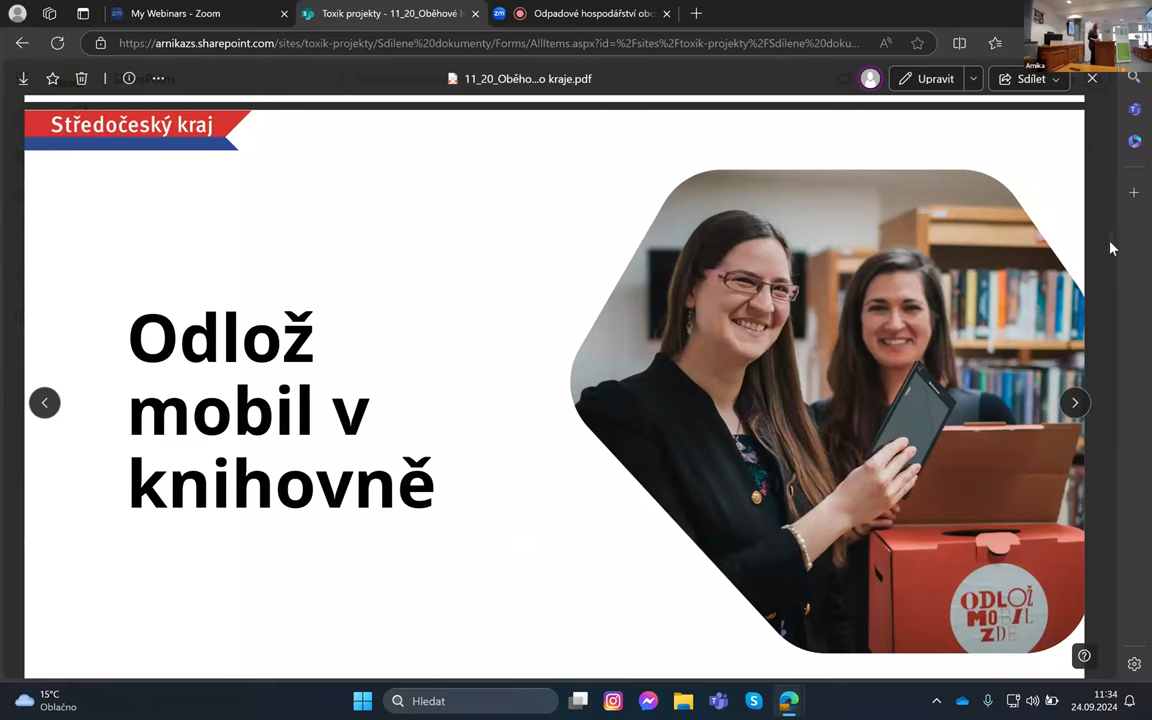 My Webinars - Zoom
Toxik projekty - 11_20_Oběhové h
Odpadové hospodářství obc
https://arnikazs.sharepoint.com/sites/toxik-projekty/Sdilene%20dokumenty/Forms/AllItems.aspx?id=%2Fsites%2Ftoxik-projekty%2FSdilene%20doku...
Arnika
11_20_Oběho...o kraje.pdf
Upravit
Sdílet
Středočeský kraj
Odlož
mobil v
knihovně
ODLOŽ
MOBIL
ZDE
15°C
Oblačno
Hledat
11:34
24.09.2024